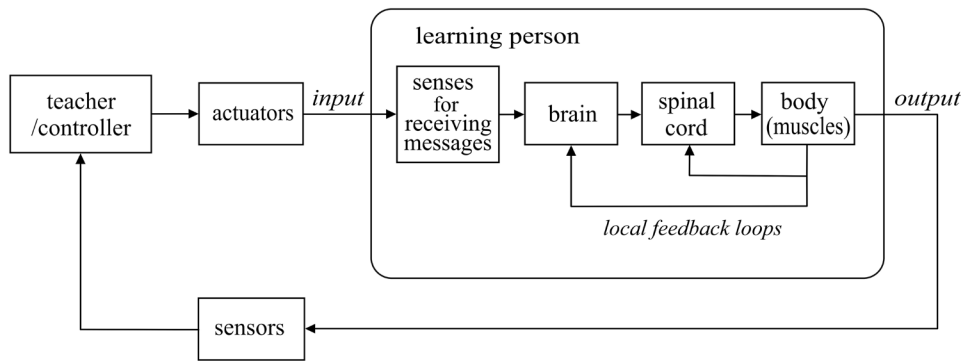 learning person
teacher
/controller
actuators
input
senses
for
receiving
messages
brain
spinal
cord
body
(muscles)
output
local feedback loops
sensors